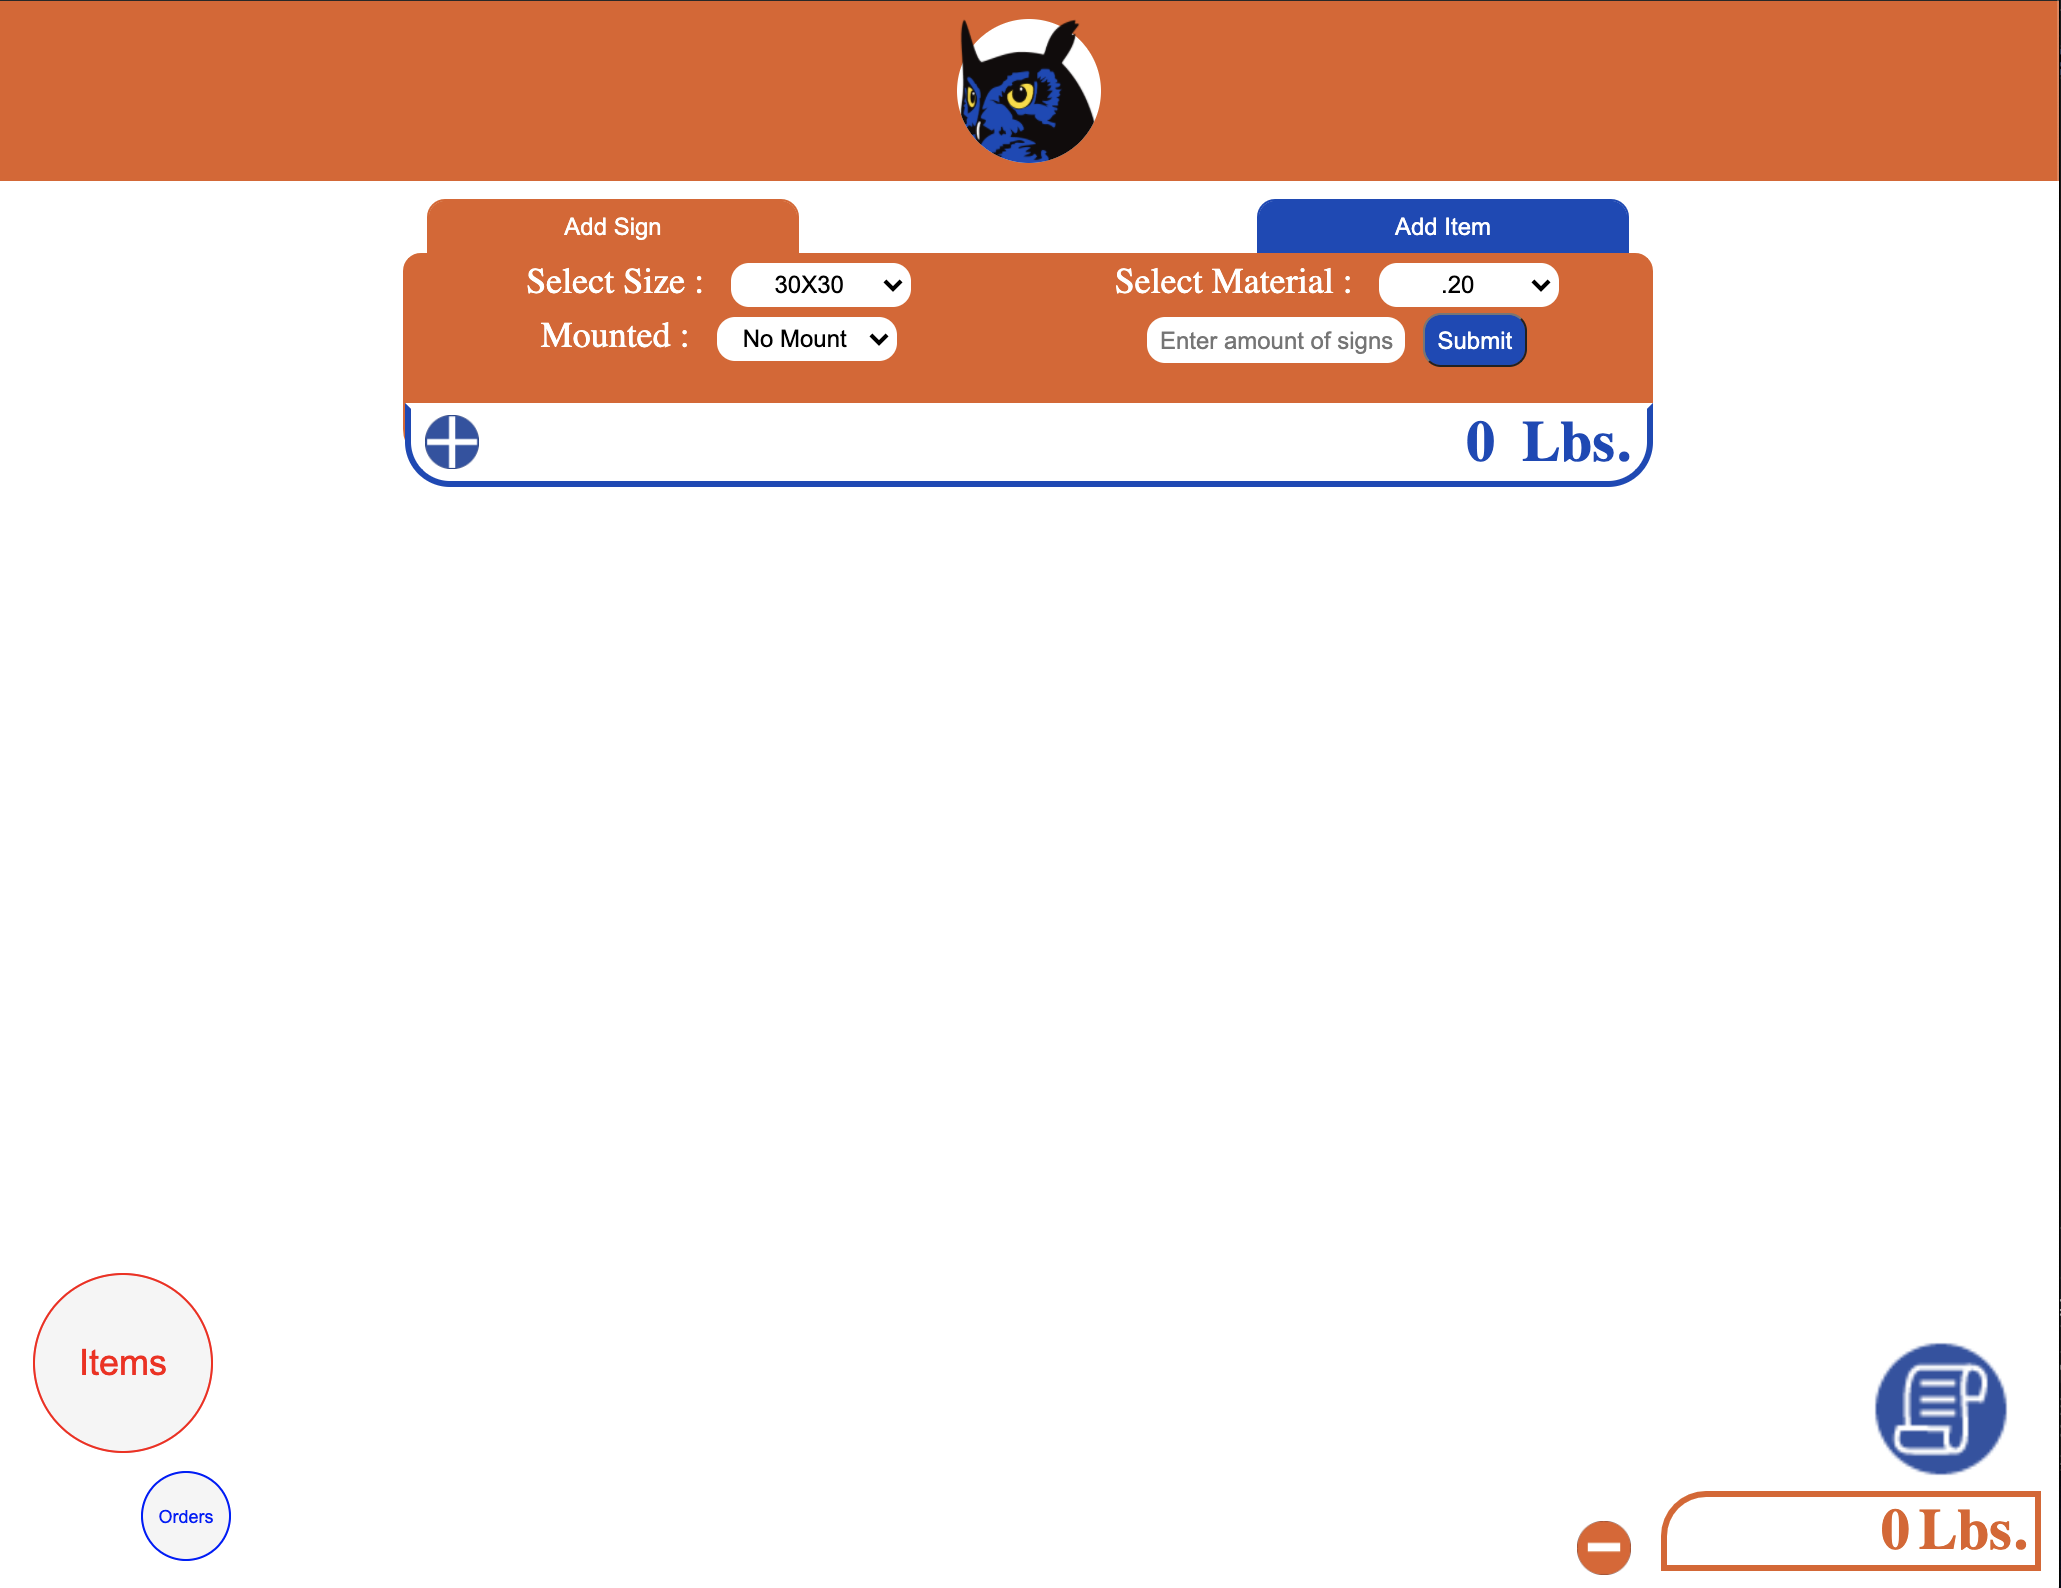 Add Sign
Add Item
Select Size : 30X30
Select Material : .20
Mounted : No Mount
Enter amount of signs Submit
0 Lbs.
Items
Orders
0 Lbs.